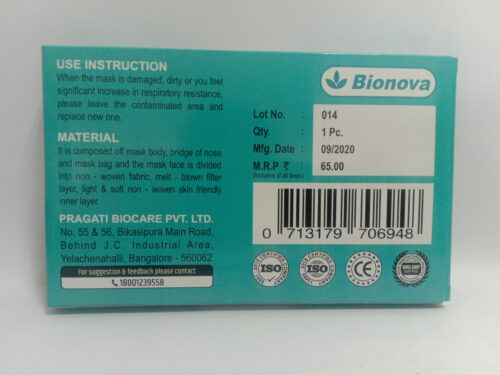 USE INSTRUCTION
When the mask is damaged, dirty or you feel
significant increase in respiratory resistance,
please leave the contaminated area and
replace new one.
MATERIAL
It is composed off mask body, bridge of nose
and mask bag and the mask face is divided
into non - woven fabric, melt - blown filter
layer, light & soft non - woven skin friendly
inner layer.
PRAGATI BIOCARE PVT. LTD.
No. 55 & 56, Bikasipura Main Road,
Behind J.C. Industrial Area,
Yelachenahalli, Bangalore - 560062
For suggestion & feedback please contact
18001239558
Bionova
Lot No. : 014
Qty. : 1 Pc.
Mfg. Date : 09/2020
M.R.P ₹ : 65.00
(Inclusive of all taxes)
0 713179 706948
ISO
ISO
WHO GMP